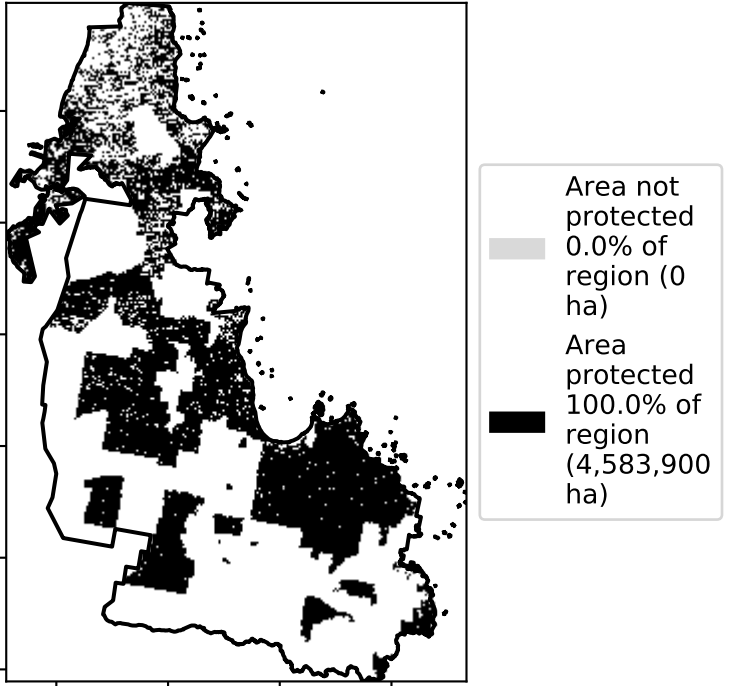 Area not
protected
0.0% of
region (0
ha)
Area
protected
100.0% of
region
(4,583,900
ha)